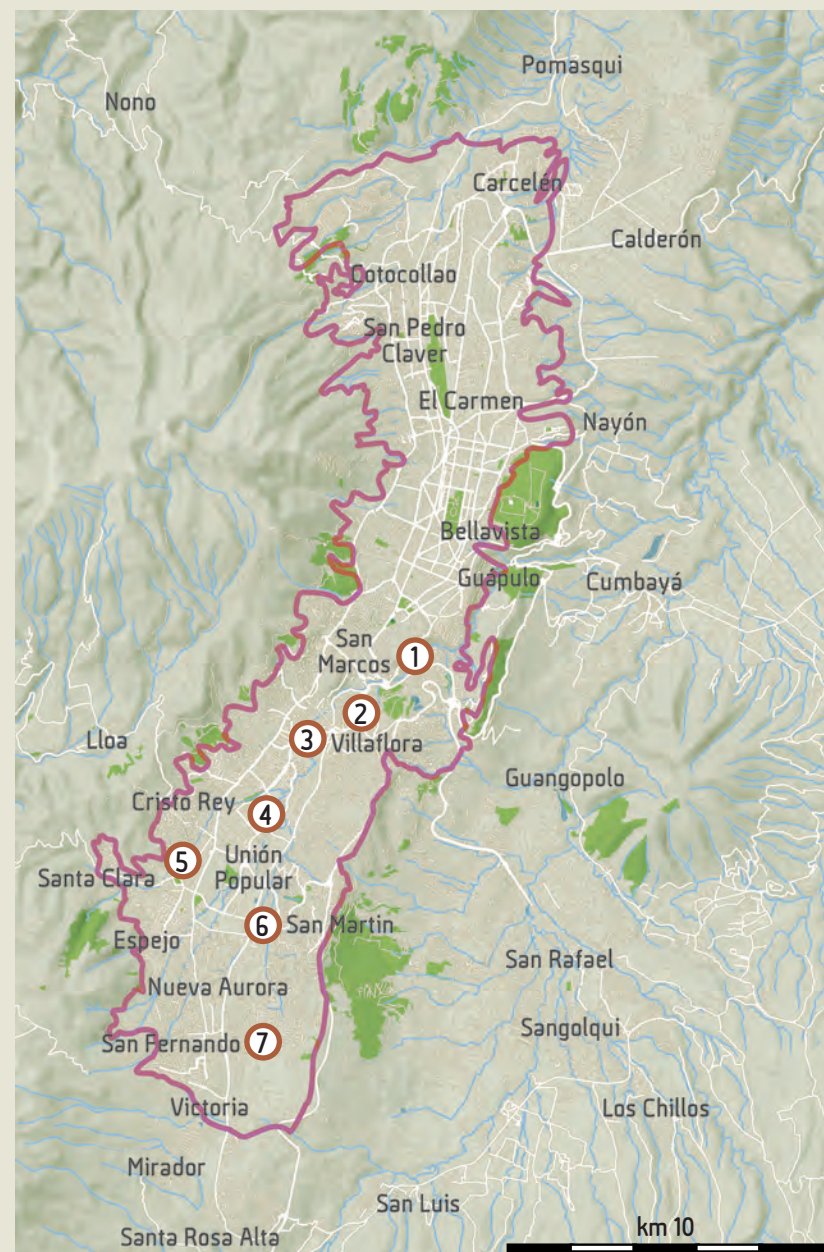 Pomasqui
Nono
Carcelén
Calderón
Cotocollao
San Pedro
Claver
El Carmen
Nayón
Bellavista
Guápulo
Cumbayá
San
Marcos
1
2
3
Villaflora
Lloa
Guangopolo
Cristo Rey
4
5
Unión
Popular
Santa Clara
6
San Martin
Espejo
San Rafael
Nueva Aurora
Sangolqui
San Fernando
7
Victoria
Los Chillos
Mirador
San Luis
km 10
Santa Rosa Alta